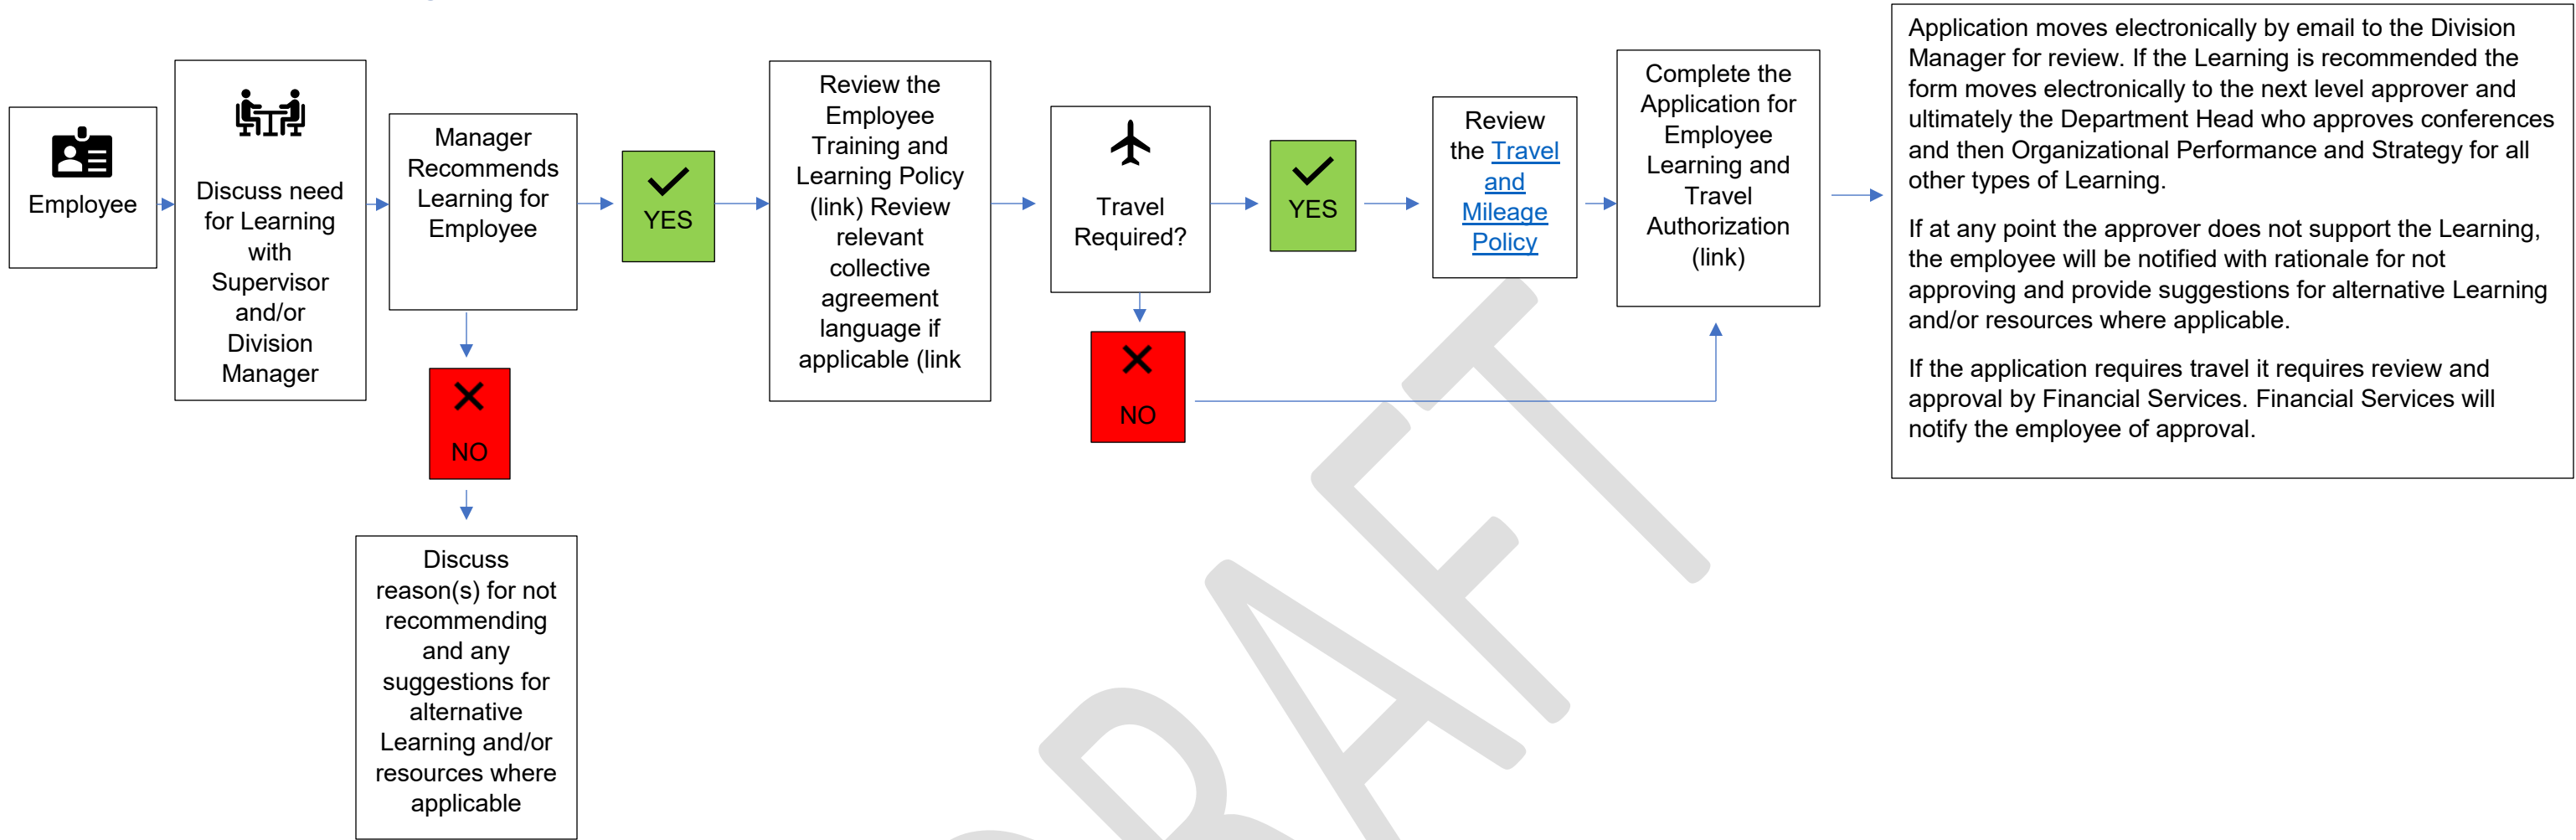 Employee
Discuss need
for Learning
with
Supervisor
and/or
Division
Manager
Manager
Recommends
Learning for
Employee
YES
NO
Discuss
reason(s) for not
recommending
and any
suggestions for
alternative
Learning and/or
resources where
applicable
Review the
Employee
Training and
Learning Policy
(link) Review
relevant
collective
agreement
language if
applicable (link
Travel
Required?
YES
NO
Review
the Travel
and
Mileage
Policy
Complete the
Application for
Employee
Learning and
Travel
Authorization
(link)
Application moves electronically by email to the Division
Manager for review. If the Learning is recommended the
form moves electronically to the next level approver and
ultimately the Department Head who approves conferences
and then Organizational Performance and Strategy for all
other types of Learning.
If at any point the approver does not support the Learning,
the employee will be notified with rationale for not
approving and provide suggestions for alternative Learning
and/or resources where applicable.
If the application requires travel it requires review and
approval by Financial Services. Financial Services will
notify the employee of approval.
DRAFT